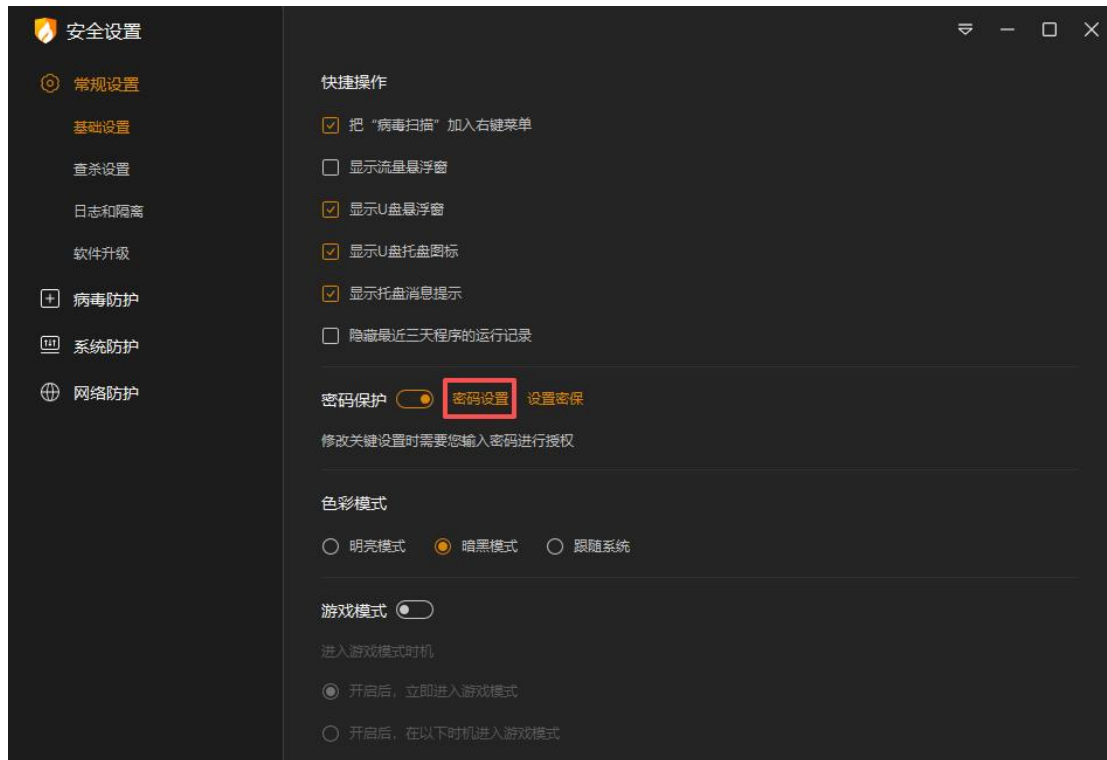 安全设置
常规设置
基础设置
查杀设置
日志和隔离
软件升级
病毒防护
系统防护
网络防护
快捷操作
把“病毒扫描”加入右键菜单
显示流量悬浮窗
显示U盘悬浮窗
显示U盘托盘图标
显示托盘消息提示
隐藏最近三天程序的运行记录
密码保护 密码设置 设置密保
修改关键设置时需要您输入密码进行授权
色彩模式
明亮模式 暗黑模式 跟随系统
游戏模式
进入游戏模式时机
开启后，立即进入游戏模式
开启后，在以下时机进入游戏模式